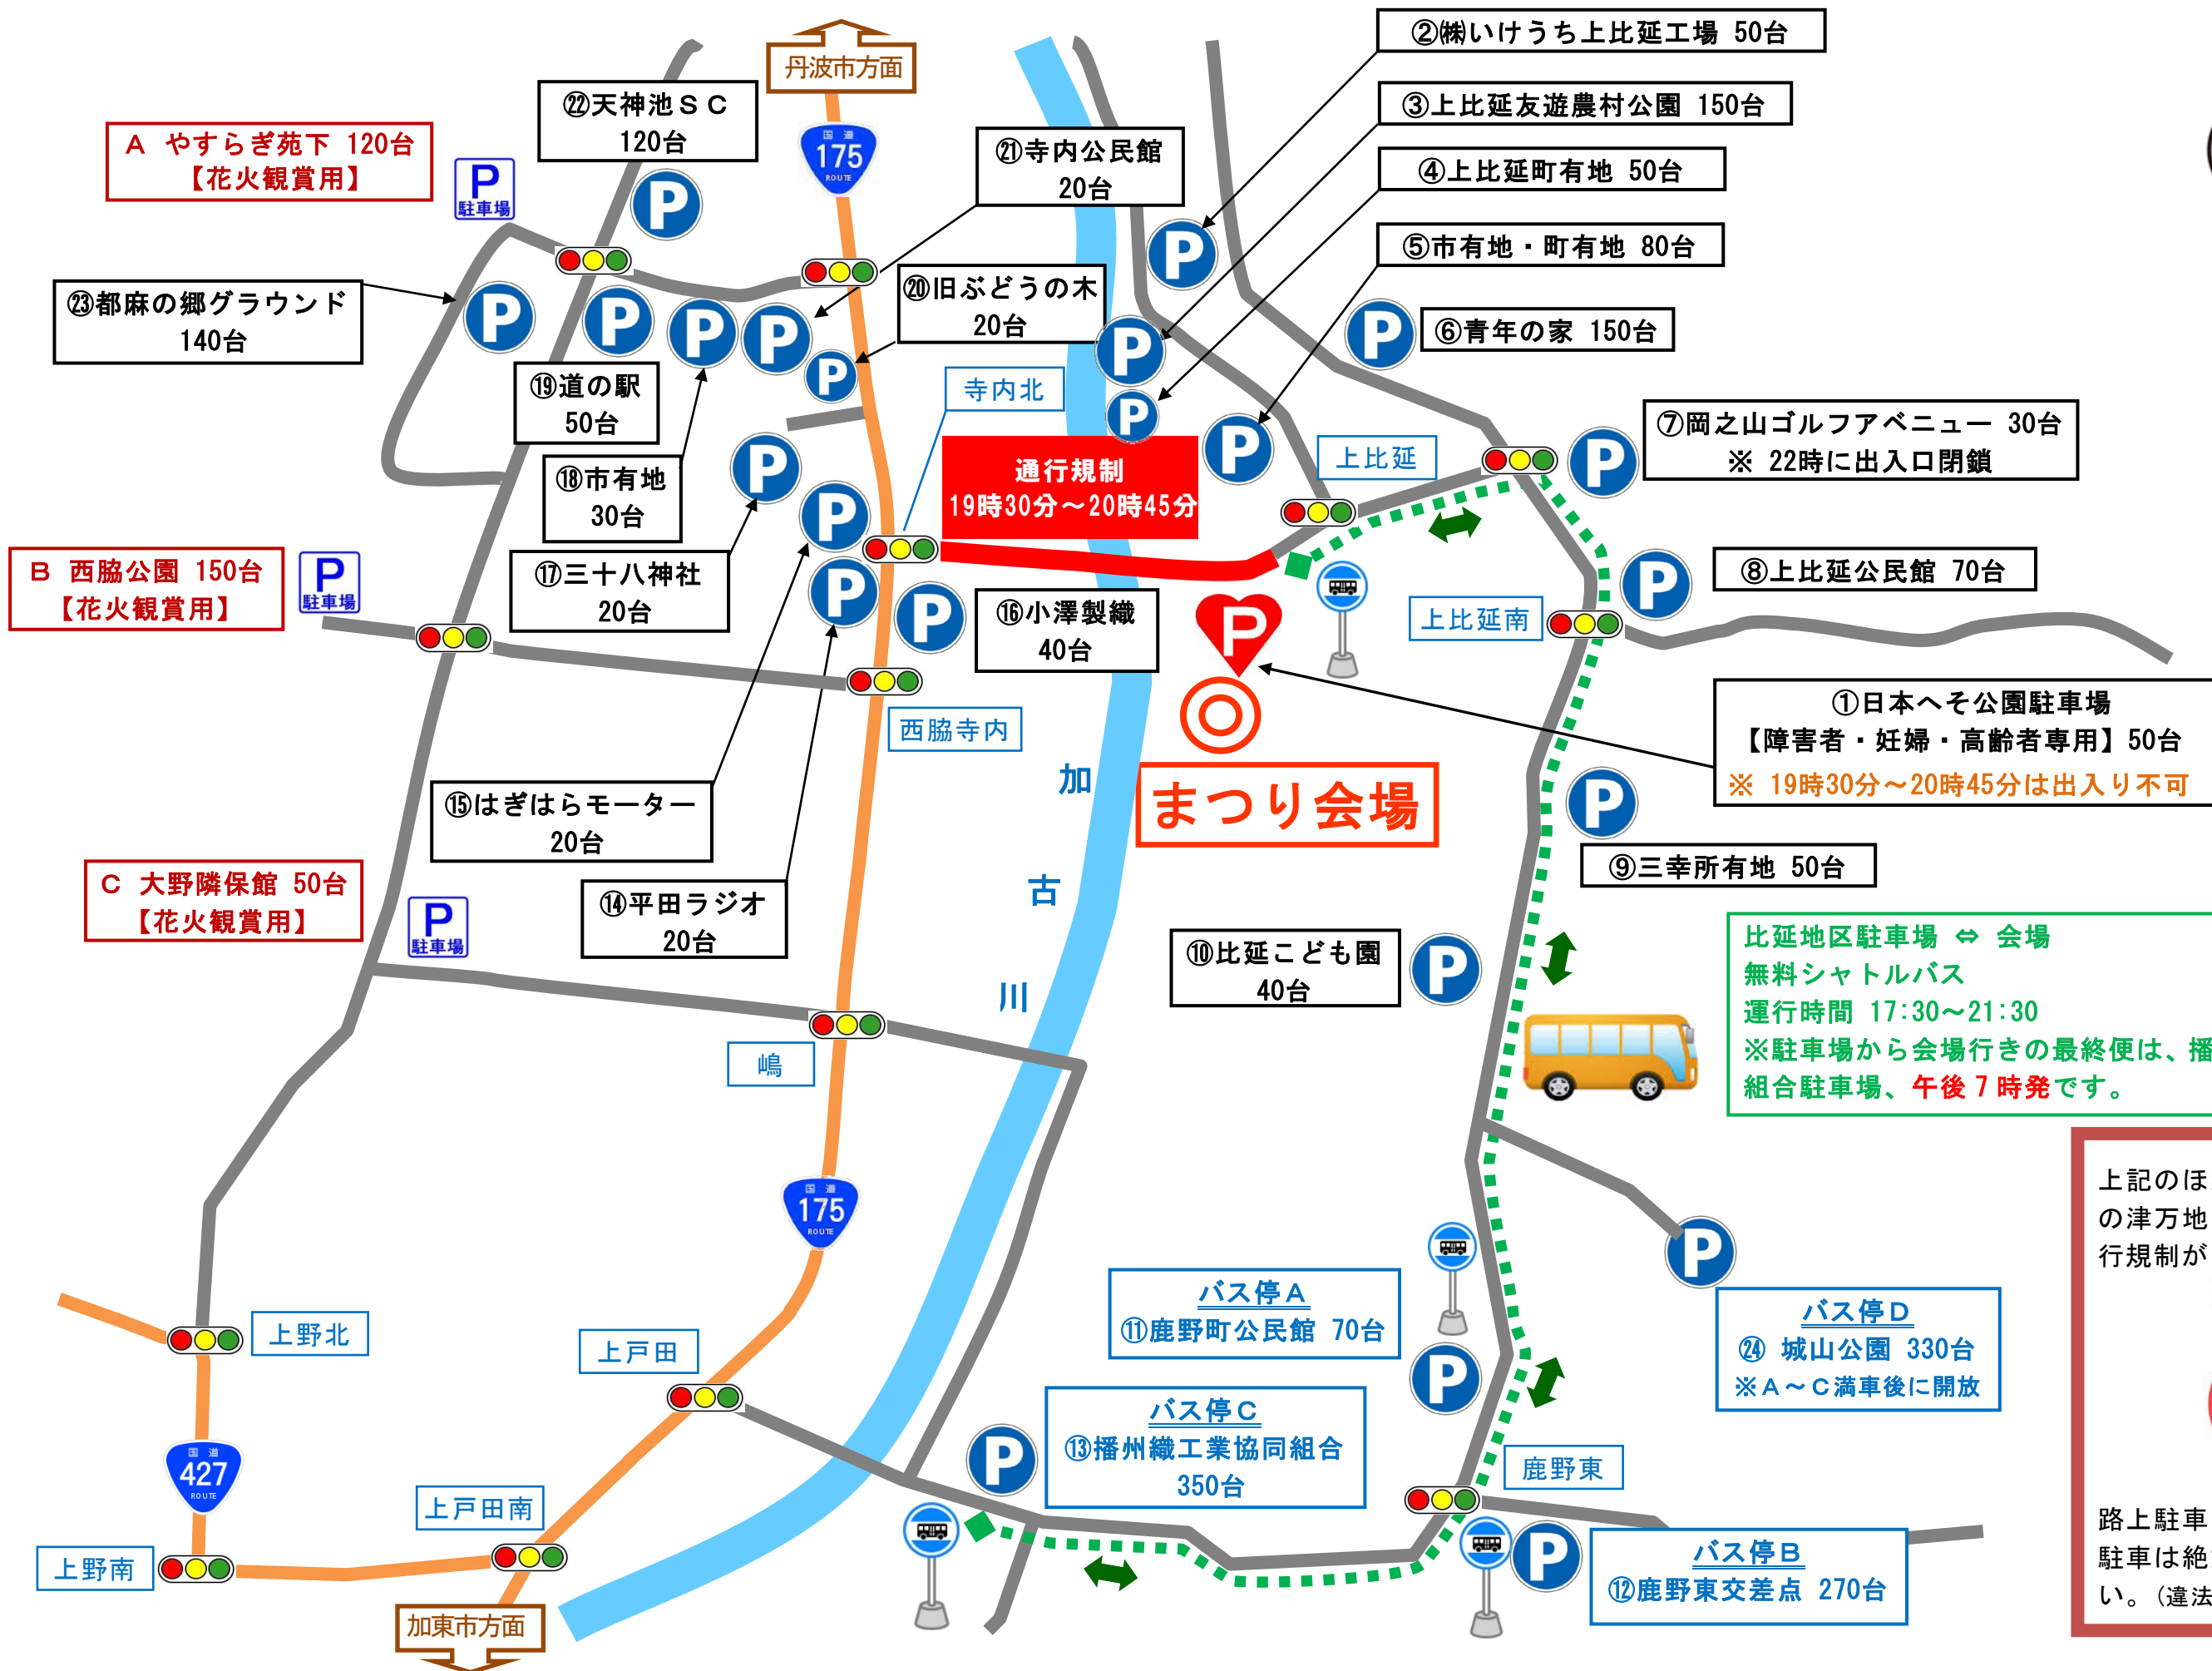 丹波市方面
国道
175
ROUTE
②㈱いけうち上比延工場 50台
③上比延友遊農村公園 150台
④上比延町有地 50台
⑤市有地・町有地 80台
⑥青年の家 150台
⑦岡之山ゴルフアベニュー 30台
※ 22時に出入口閉鎖
⑧上比延公民館 70台
㉒天神池ＳＣ
120台
P
㉑寺内公民館
20台
P
Ａ やすらぎ苑下 120台
【花火観賞用】
P
駐車場
㉓都麻の郷グラウンド
140台
P
P
P
P
P
⑳旧ぶどうの木
20台
P
P
P
P
P
P
P
⑲道の駅
50台
寺内北
通行規制
19時30分～20時45分
上比延
⑱市有地
30台
P
P
P
P
⑰三十八神社
20台
Ｂ 西脇公園 150台
【花火観賞用】
P
駐車場
⑯小澤製織
40台
P
P
上比延南
①日本へそ公園駐車場
【障害者・妊婦・高齢者専用】50台
※ 19時30分～20時45分は出入り不可
西脇寺内
まつり会場
加
古
川
⑮はぎはらモーター
20台
P
⑨三幸所有地 50台
Ｃ 大野隣保館 50台
【花火観賞用】
P
駐車場
⑭平田ラジオ
20台
⑩比延こども園
40台
P
比延地区駐車場 ⇔ 会場
無料シャトルバス
運行時間 17:30～21:30
※駐車場から会場行きの最終便は、播
組合駐車場、午後７時発です。
嶋
国道
175
ROUTE
上記のほ
の津万地
行規制が
バス停Ａ
⑪鹿野町公民館 70台
P
P
バス停Ｄ
㉔ 城山公園 330台
※Ａ～Ｃ満車後に開放
上野北
上戸田
バス停Ｃ
⑬播州織工業協同組合
350台
P
鹿野東
国道
427
ROUTE
上戸田南
上野南
バス停Ｂ
⑫鹿野東交差点 270台
P
路上駐車
駐車は絶
い。（違法
加東市方面